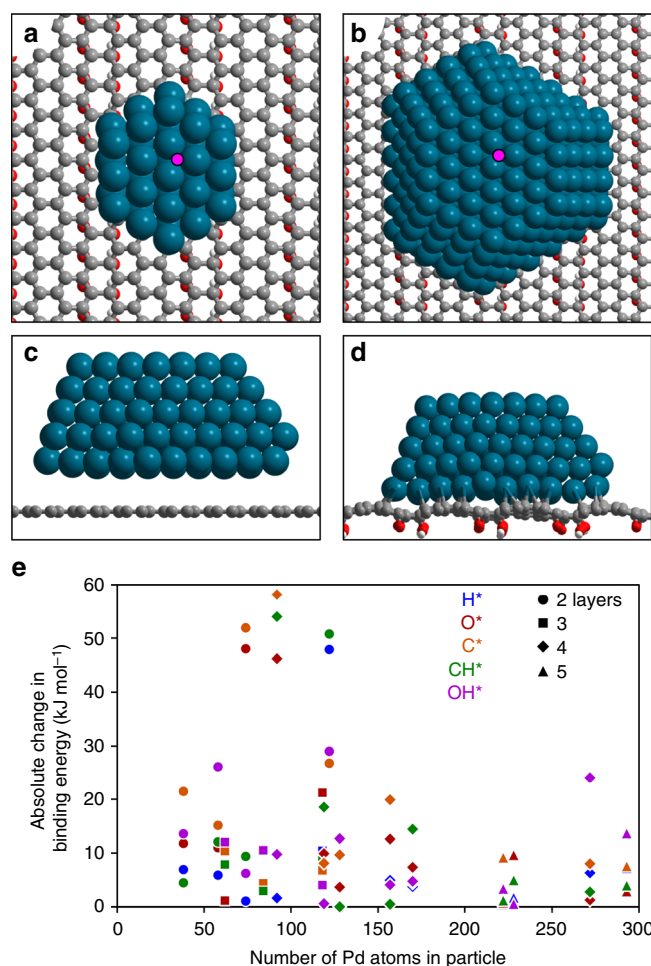 a
b
c
d
e
60
50
40
30
20
10
0
Absolute change in
binding energy (kJ mol⁻¹)
H*
O*
C*
CH*
OH*
2 layers
3
4
5
0
50
100
150
200
250
300
Number of Pd atoms in particle